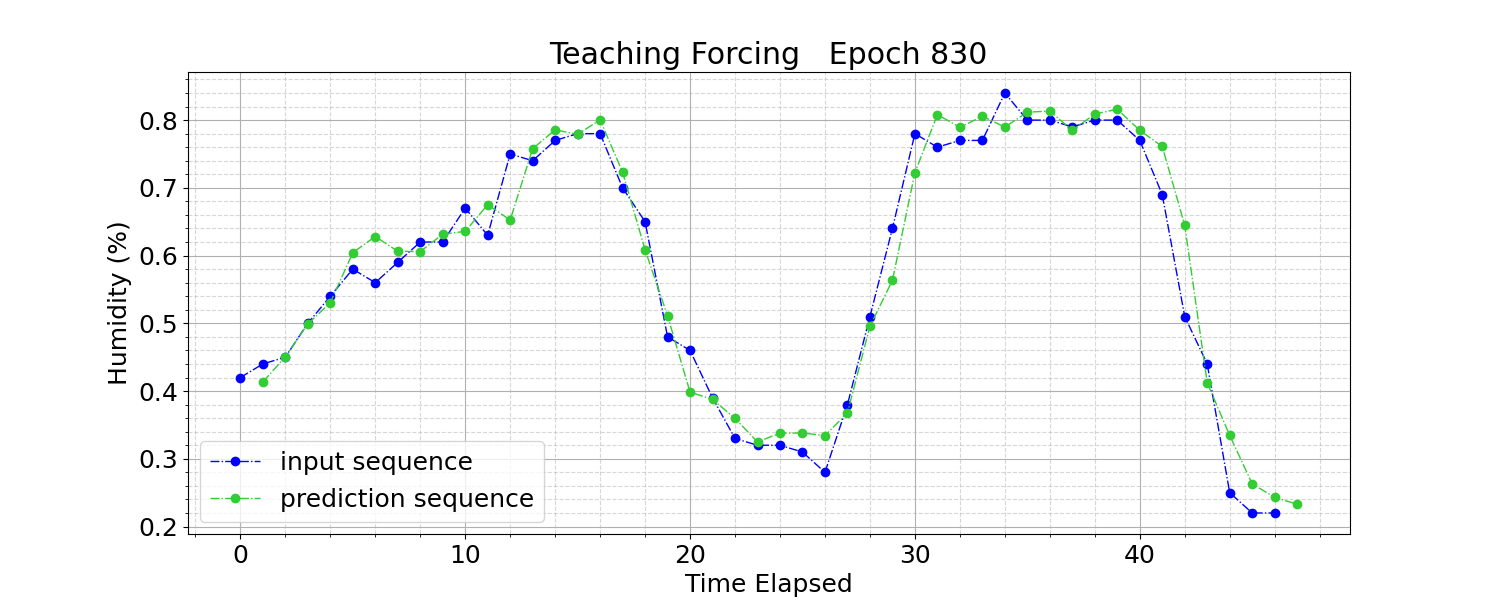 Teaching Forcing   Epoch 830
Humidity (%)
0.8
0.7
0.6
0.5
0.4
0.3
0.2
input sequence
prediction sequence
0 10 20 30 40
Time Elapsed